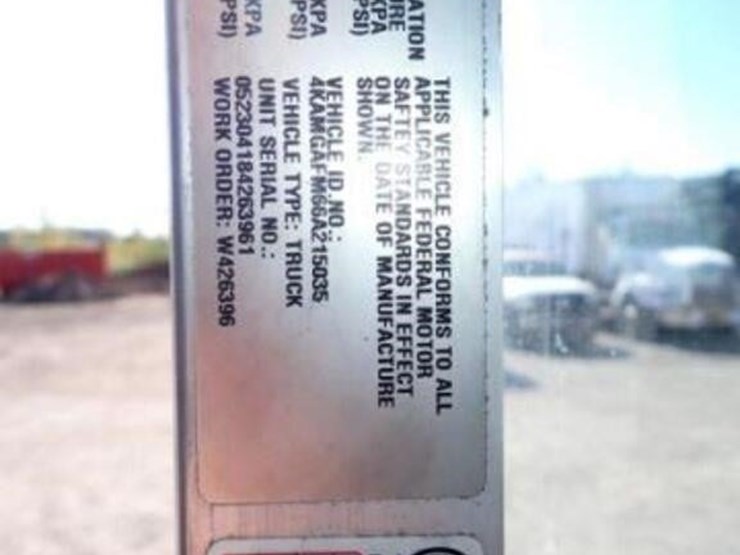 ATION
URE
KPA
PSI)
KPA
PSI)
KPA
PSI)
THIS VEHICLE CONFORMS TO ALL
APPLICABLE FEDERAL MOTOR
SAFTEY STANDARDS IN EFFECT
ON THE DATE OF MANUFACTURE
SHOWN.
VEHICLE ID NO.:
4KAMGAFM66A215035
VEHICLE TYPE: TRUCK
UNIT SERIAL NO.:
052304184263961
WORK ORDER: W426396